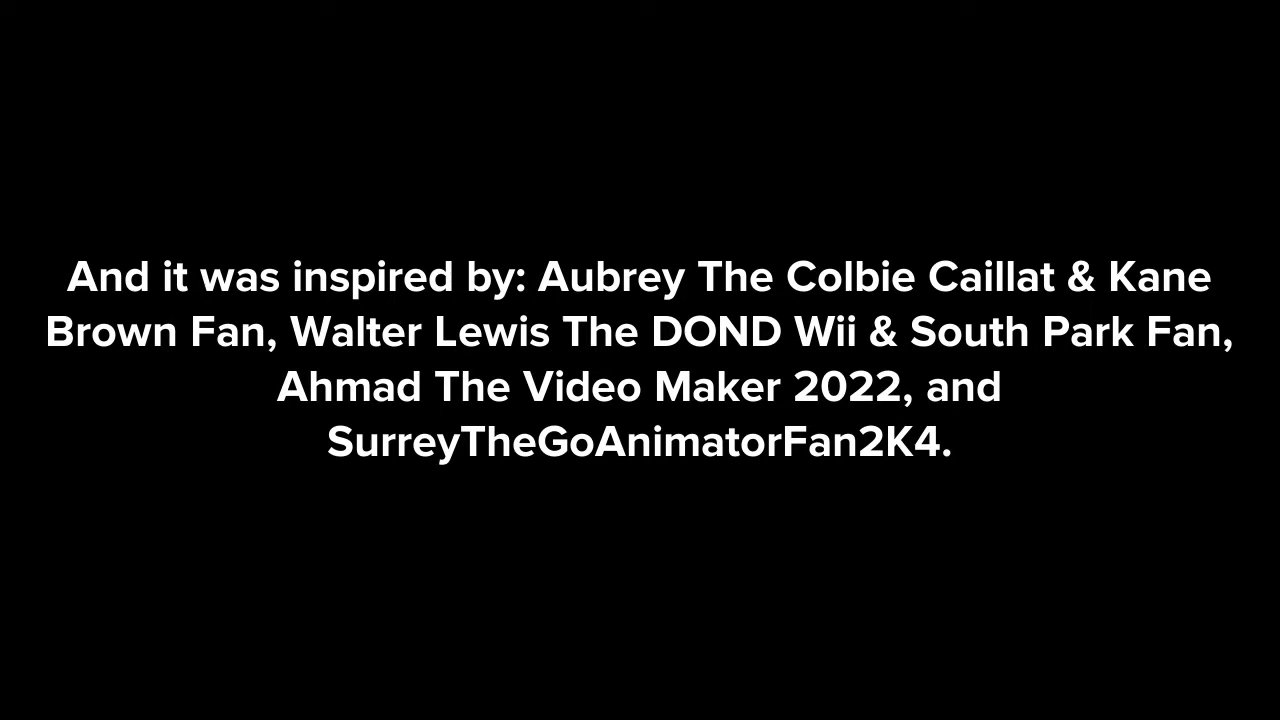 And it was inspired by: Aubrey The Colbie Caillat & Kane
Brown Fan, Walter Lewis The DOND Wii & South Park Fan,
Ahmad The Video Maker 2022, and
SurreyTheGoAnimatorFan2K4.